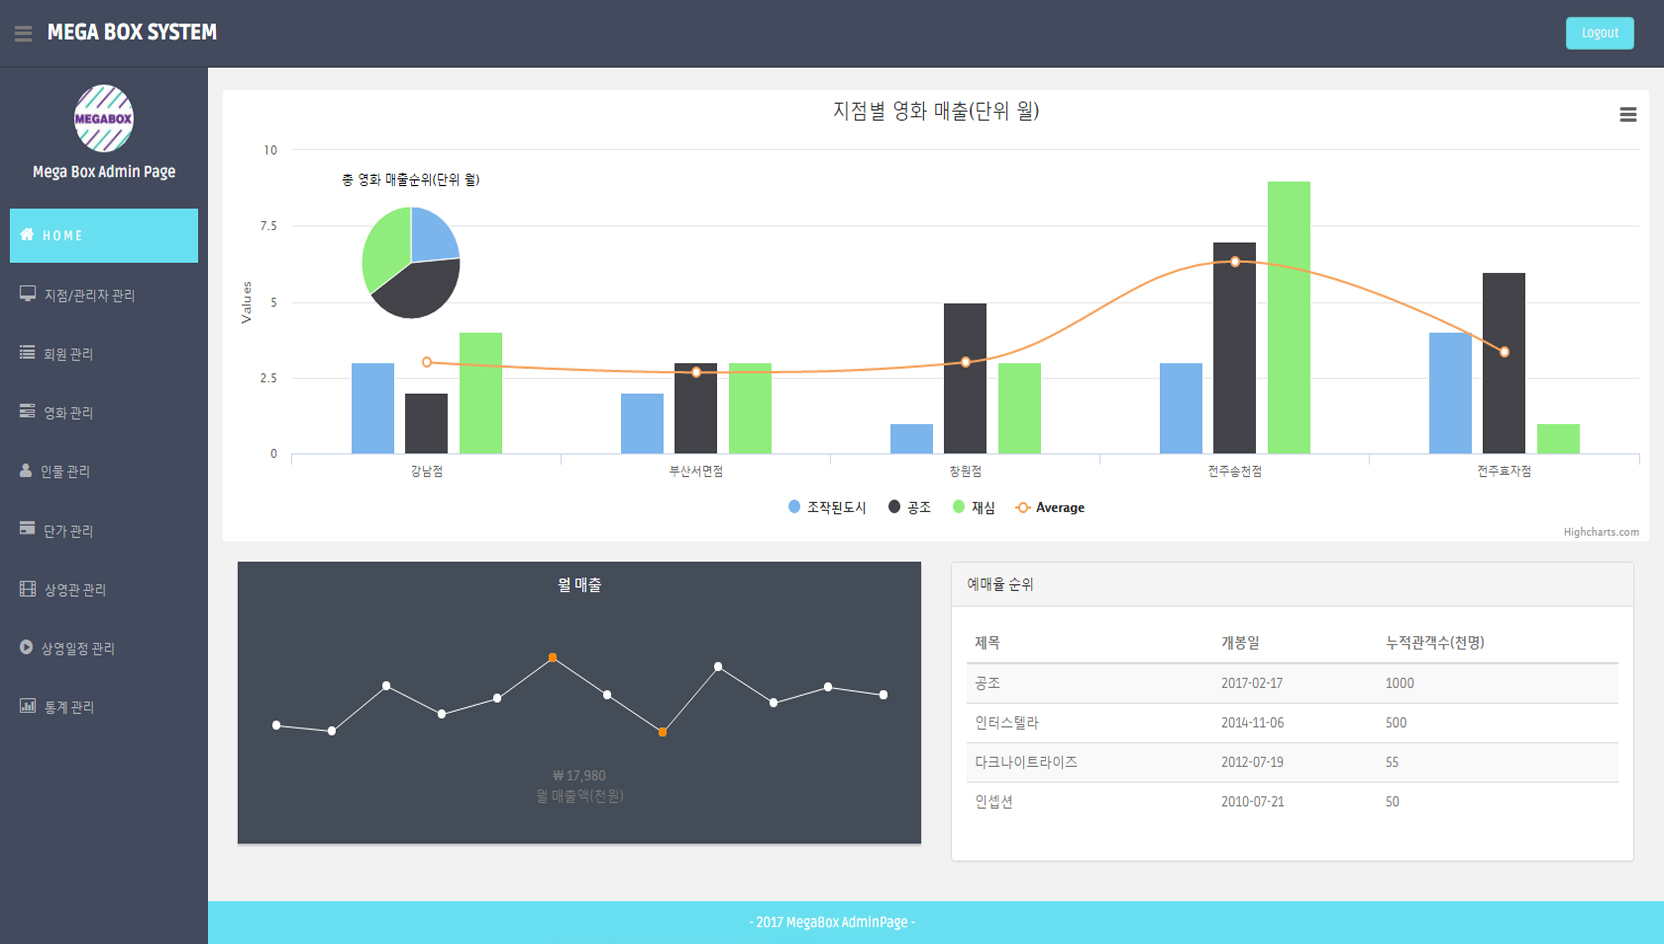 MEGA BOX SYSTEM
Logout
MEGABOX
Mega Box Admin Page
HOME
지점/관리자 관리
회원 관리
영화 관리
인물 관리
단가 관리
상영관 관리
상영일정 관리
통계 관리
지점별 영화 매출(단위 월)
총 영화 매출순위(단위 월)
Values
10
7.5
5
2.5
0
강남점 부산서면점 창원점 전주송천점 전주효자점
조작된도시 공조 재심 Average
Highcharts.com
월 매출
₩ 17,980
월 매출액(천원)
예매율 순위
제목 개봉일 누적관객수(천명)
공조 2017-02-17 1000
인터스텔라 2014-11-06 500
다크나이트라이즈 2012-07-19 55
인셉션 2010-07-21 50
- 2017 MegaBox AdminPage -